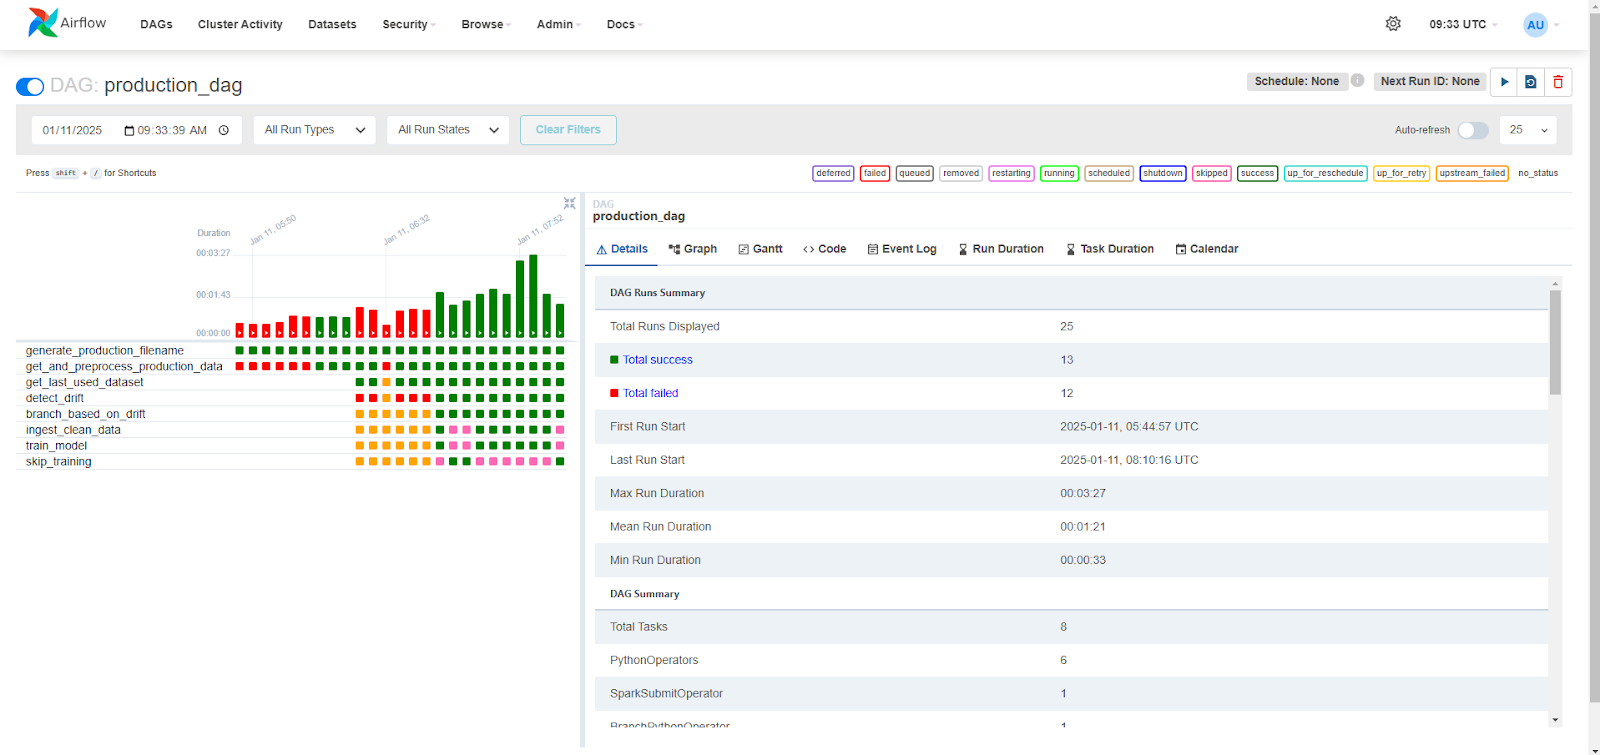 Airflow DAGs Cluster Activity Datasets Security Browse Admin Docs 09:33 UTC AU
DAG: production_dag Schedule: None i Next Run ID: None
01/11/2025 09:33:39 AM All Run Types All Run States Clear Filters Auto-refresh 25
Press shift + / for Shortcuts deferred failed queued removed restarting running scheduled shutdown skipped success up_for_reschedule up_for_retry upstream_failed no_status
Duration
Jan 11, 05:50
Jan 11, 06:32
Jan 11, 07:52
00:03:27
00:01:43
00:00:00
generate_production_filename
get_and_preprocess_production_data
get_last_used_dataset
detect_drift
branch_based_on_drift
ingest_clean_data
train_model
skip_training
DAG
production_dag
Details Graph Gantt Code Event Log Run Duration Task Duration Calendar
DAG Runs Summary
Total Runs Displayed 25
Total success 13
Total failed 12
First Run Start 2025-01-11, 05:44:57 UTC
Last Run Start 2025-01-11, 08:10:16 UTC
Max Run Duration 00:03:27
Mean Run Duration 00:01:21
Min Run Duration 00:00:33
DAG Summary
Total Tasks 8
PythonOperators 6
SparkSubmitOperator 1
BranchPythonOperator 1